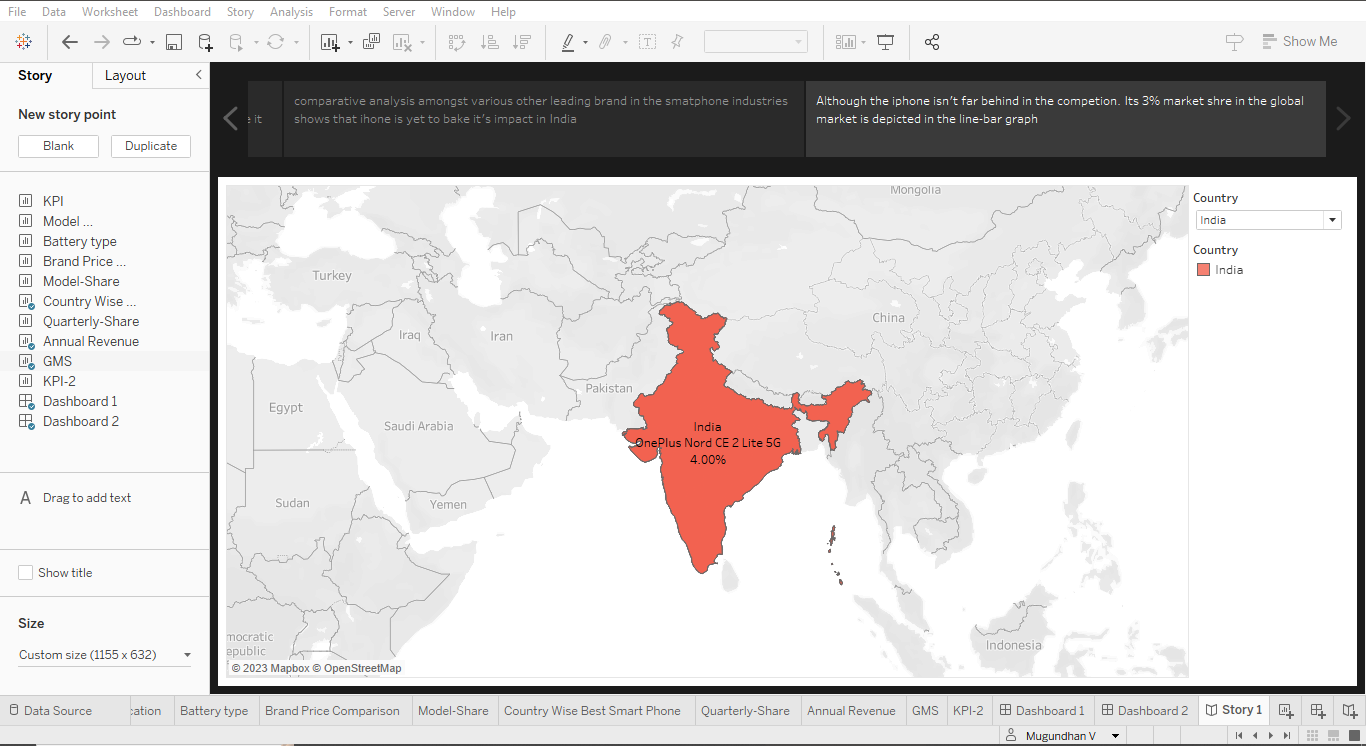 File Data Worksheet Dashboard Story Analysis Format Server Window Help
Show Me
Story Layout
New story point
Blank Duplicate
KPI
Model ...
Battery type
Brand Price ...
Model-Share
Country Wise ...
Quarterly-Share
Annual Revenue
GMS
KPI-2
Dashboard 1
Dashboard 2
A Drag to add text
Show title
Size
Custom size (1155 x 632)
e it
comparative analysis amongst various other leading brand in the smatphone industries
shows that ihone is yet to bake it's impact in India
Although the iphone isn't far behind in the competion. Its 3% market shre in the global
market is depicted in the line-bar graph
Mongolia
Turkey
China
Iraq
Iran
Pakistan
Egypt
Saudi Arabia
India
OnePlus Nord CE 2 Lite 5G
4.00%
Sudan
Yemen
mocratic
epublic
Indonesia
© 2023 Mapbox © OpenStreetMap
Country
India
Country
India
Data Source cation Battery type Brand Price Comparison Model-Share Country Wise Best Smart Phone Quarterly-Share Annual Revenue GMS KPI-2 Dashboard 1 Dashboard 2 Story 1
Mugundhan V